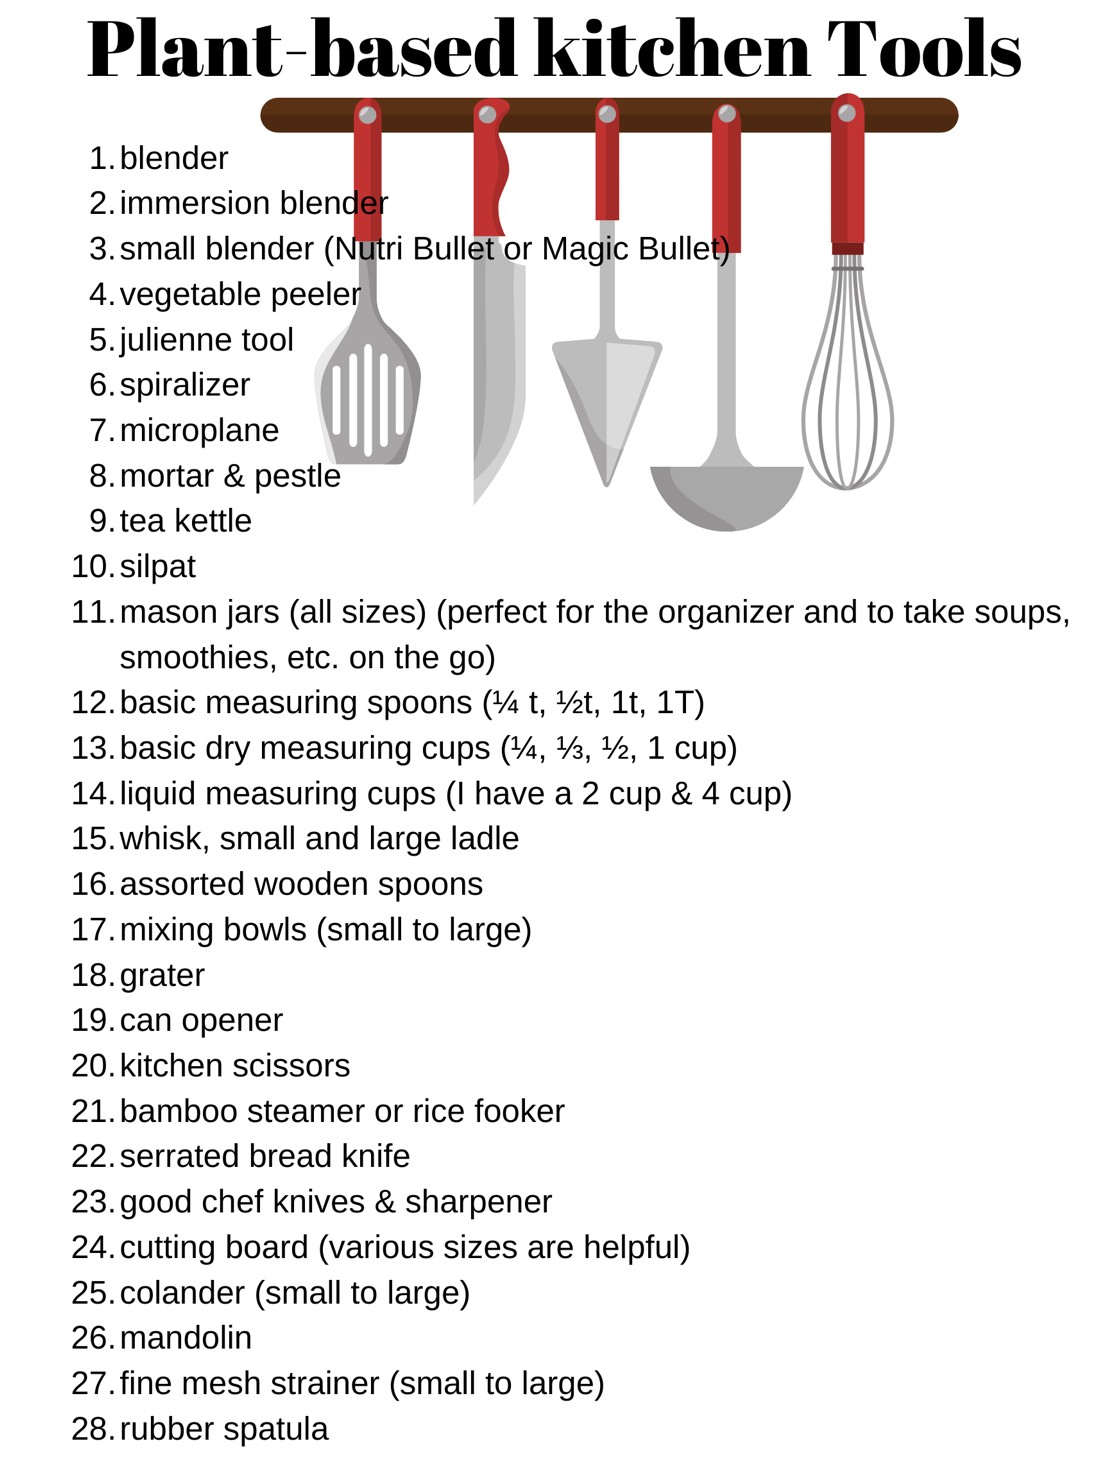 Plant-based kitchen Tools
1. blender
2. immersion blender
3. small blender (Nutri Bullet or Magic Bullet)
4. vegetable peeler
5. julienne tool
6. spiralizer
7. microplane
8. mortar & pestle
9. tea kettle
10. silpat
11. mason jars (all sizes) (perfect for the organizer and to take soups,
smoothies, etc. on the go)
12. basic measuring spoons (¼ t, ½t, 1t, 1T)
13. basic dry measuring cups (¼, ⅓, ½, 1 cup)
14. liquid measuring cups (I have a 2 cup & 4 cup)
15. whisk, small and large ladle
16. assorted wooden spoons
17. mixing bowls (small to large)
18. grater
19. can opener
20. kitchen scissors
21. bamboo steamer or rice fooker
22. serrated bread knife
23. good chef knives & sharpener
24. cutting board (various sizes are helpful)
25. colander (small to large)
26. mandolin
27. fine mesh strainer (small to large)
28. rubber spatula